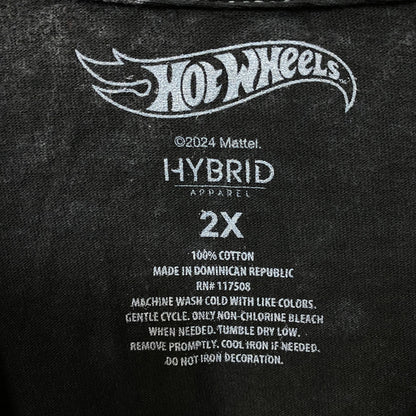 HOT WHEELS
©2024 Mattel.
HYBRID
APPAREL
2X
100% COTTON
MADE IN DOMINICAN REPUBLIC
RN# 117508
MACHINE WASH COLD WITH LIKE COLORS.
GENTLE CYCLE. ONLY NON-CHLORINE BLEACH
WHEN NEEDED. TUMBLE DRY LOW.
REMOVE PROMPTLY. COOL IRON IF NEEDED.
DO NOT IRON DECORATION.